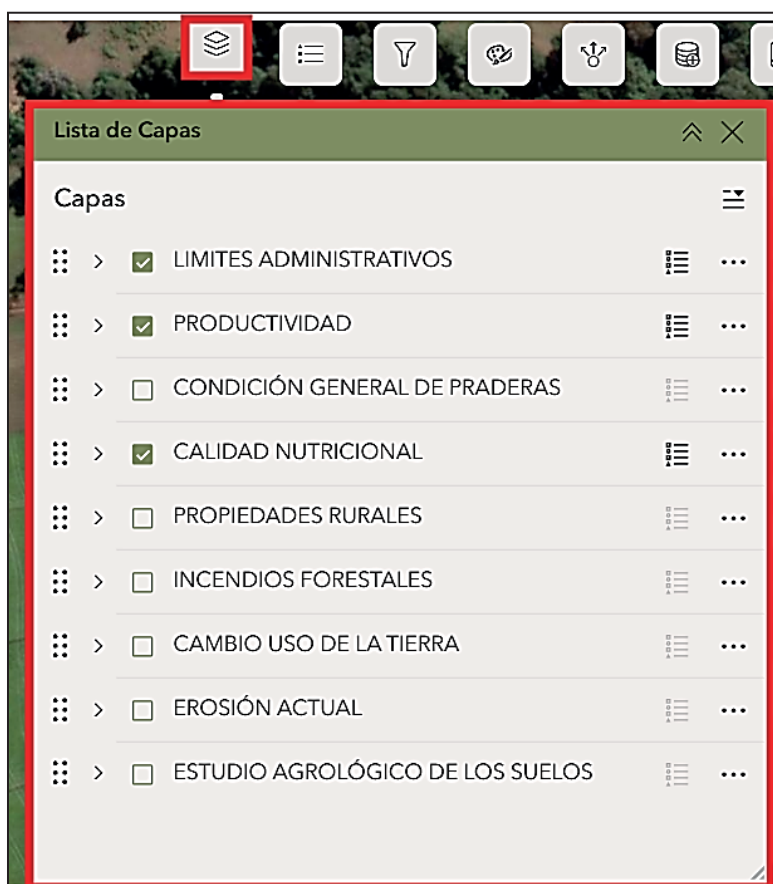 Lista de Capas
Capas
LIMITES ADMINISTRATIVOS
PRODUCTIVIDAD
CONDICIÓN GENERAL DE PRADERAS
CALIDAD NUTRICIONAL
PROPIEDADES RURALES
INCENDIOS FORESTALES
CAMBIO USO DE LA TIERRA
EROSIÓN ACTUAL
ESTUDIO AGROLÓGICO DE LOS SUELOS